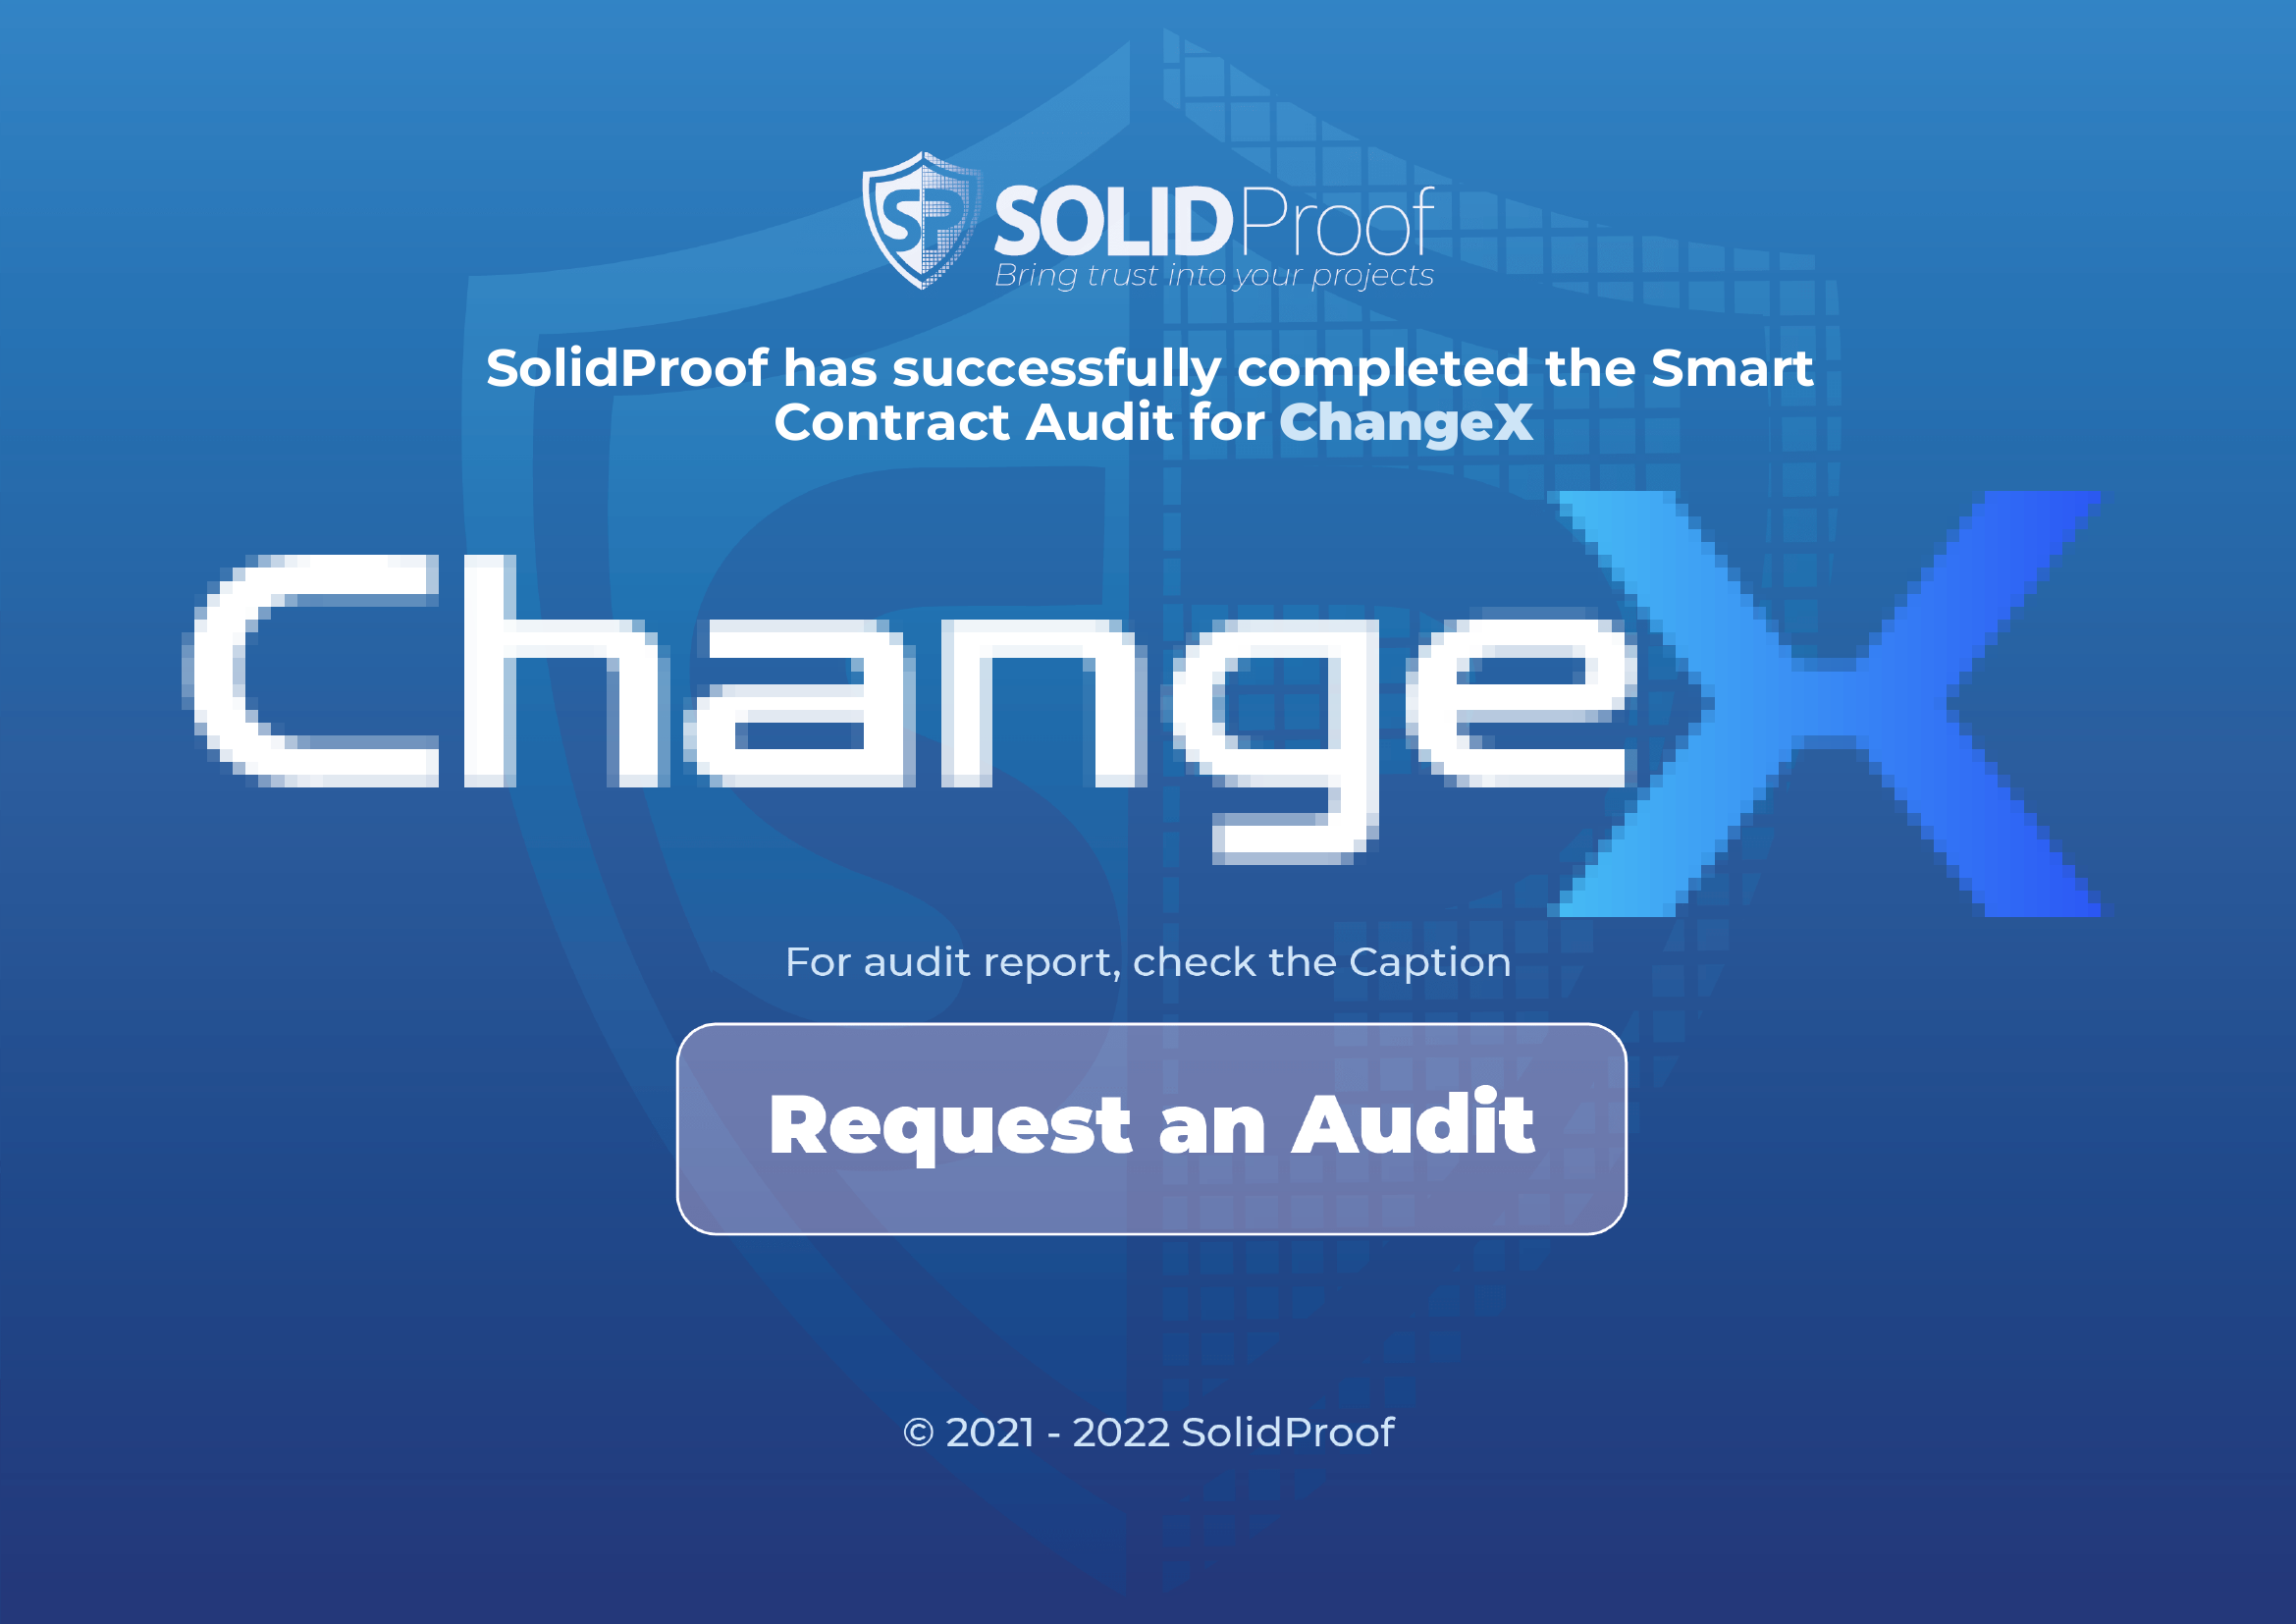 SP SOLIDProof
Bring trust into your projects
SolidProof has successfully completed the Smart
Contract Audit for ChangeX
ChangeX
For audit report, check the Caption
Request an Audit
© 2021 - 2022 SolidProof